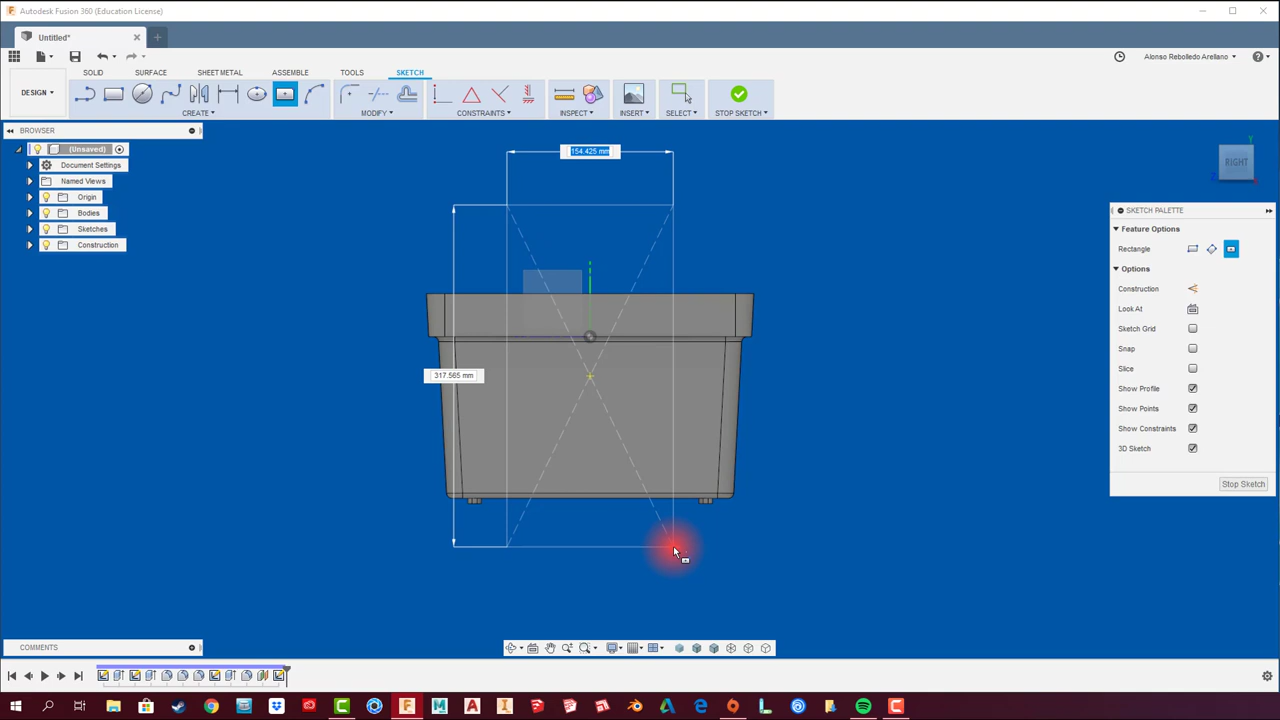 Autodesk Fusion 360 (Education License)
Untitled*
Alonso Rebolledo Arellano
DESIGN
SOLID
SURFACE
SHEET METAL
ASSEMBLE
TOOLS
SKETCH
CREATE
MODIFY
CONSTRAINTS
INSPECT
INSERT
SELECT
STOP SKETCH
BROWSER
(Unsaved)
Document Settings
Named Views
Origin
Bodies
Sketches
Construction
154.425 mm
317.565 mm
Y
RIGHT
Z
SKETCH PALETTE
Feature Options
Rectangle
Options
Construction
Look At
Sketch Grid
Snap
Slice
Show Profile
Show Points
Show Constraints
3D Sketch
Stop Sketch
COMMENTS